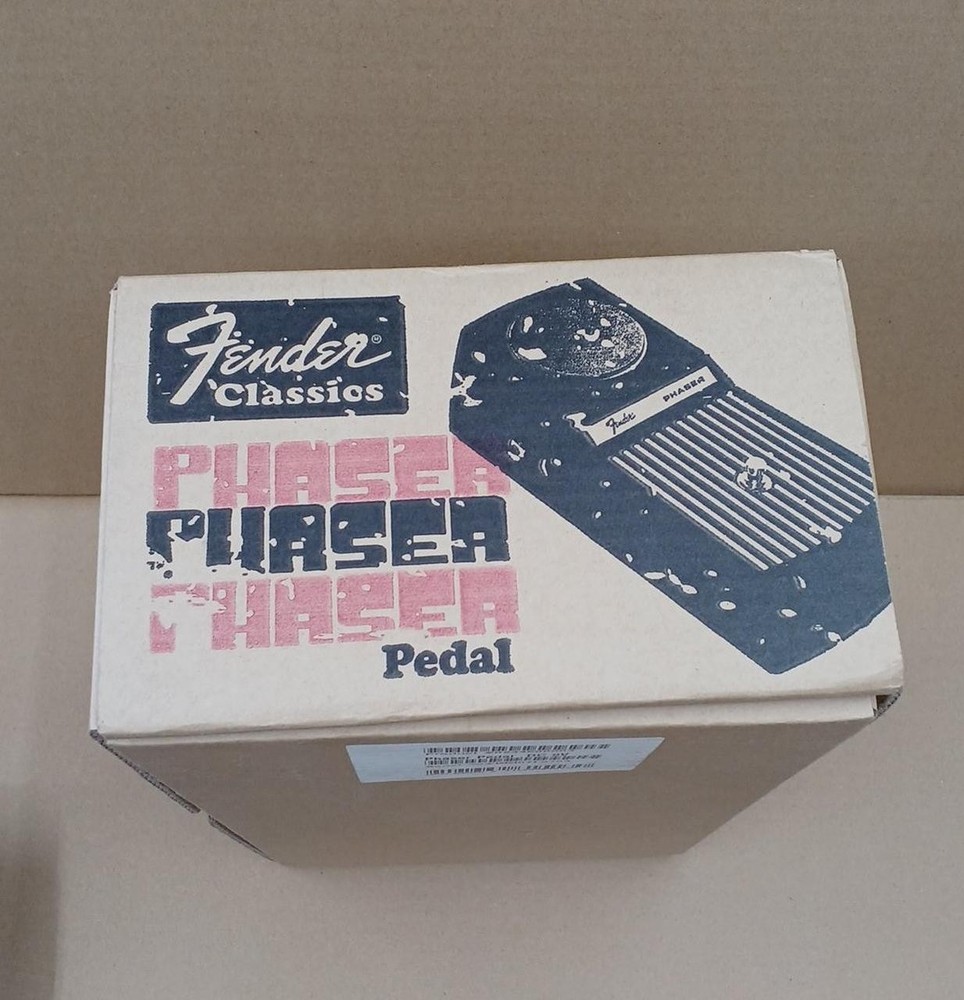 Fender®
Classics
PHASER
PHASER
PHASER
Pedal
Fender PHASER